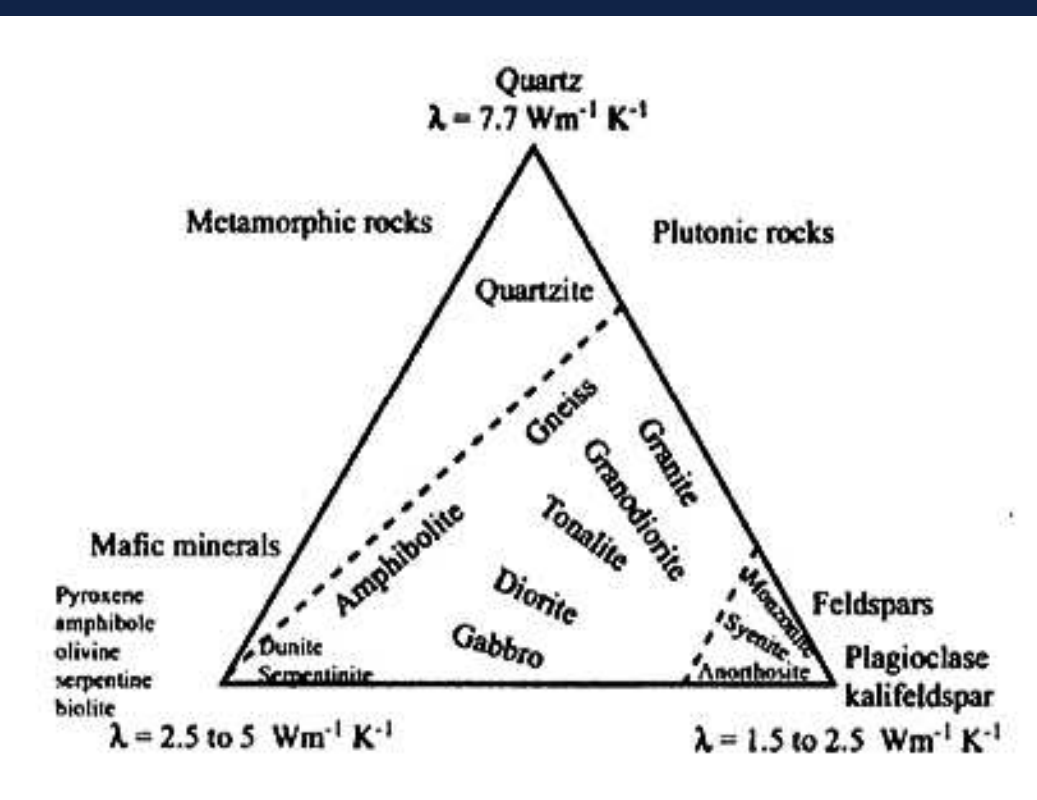 Quartz
λ = 7.7 Wm⁻¹ K⁻¹
Metamorphic rocks
Plutonic rocks
Quartzite
Gneiss
Granite
Granodiorite
Tonalite
Amphibolite
Diorite
Gabbro
Mafic minerals
Pyroxene
amphibole
olivine
serpentine
biolite
Dunite
Serpentinite
Monzonite
Syenite
Anorthosite
Feldspars
Plagioclase
kalifeldspar
λ = 2.5 to 5 Wm⁻¹ K⁻¹
λ = 1.5 to 2.5 Wm⁻¹ K⁻¹